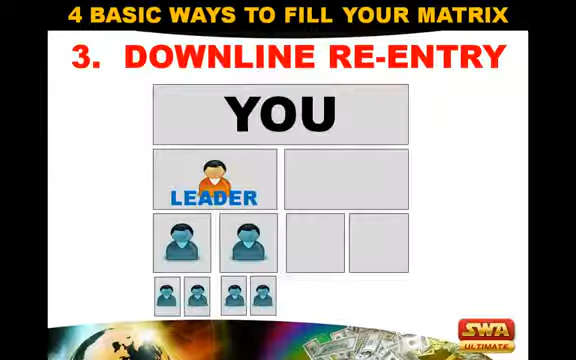 4 BASIC WAYS TO FILL YOUR MATRIX
3. DOWNLINE RE-ENTRY
YOU
LEADER
SWA
ULTIMATE